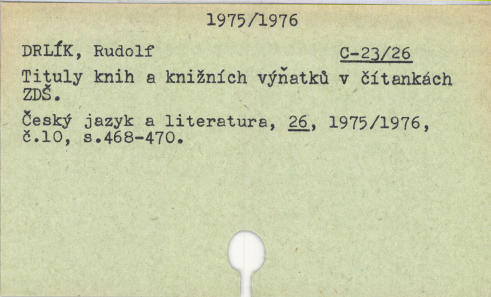 1975/1976
DRLÍK, Rudolf C-23/26
Tituly knih a knižních výňatků v čítankách
ZDŠ.
Český jazyk a literatura, 26, 1975/1976,
č.10, s.468-470.